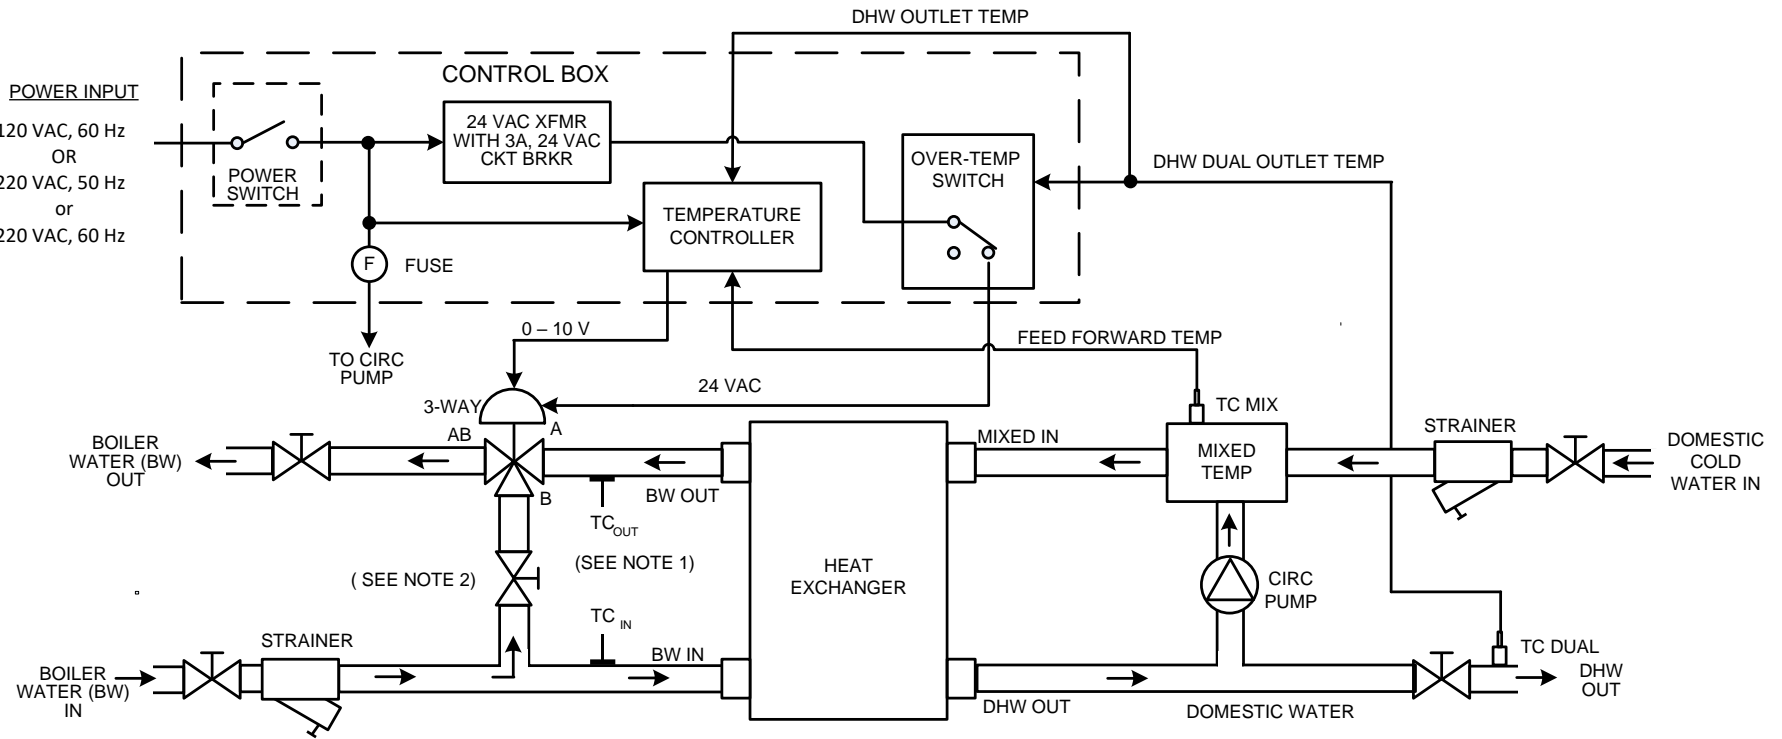 DHW OUTLET TEMP
CONTROL BOX
POWER INPUT
120 VAC, 60 Hz
OR
220 VAC, 50 Hz
or
220 VAC, 60 Hz
POWER
SWITCH
24 VAC XFMR
WITH 3A, 24 VAC
CKT BRKR
OVER-TEMP
SWITCH
DHW DUAL OUTLET TEMP
TEMPERATURE
CONTROLLER
F
FUSE
TO CIRC
PUMP
0 – 10 V
FEED FORWARD TEMP
24 VAC
3-WAY
A
AB
B
TC MIX
STRAINER
BOILER
WATER (BW)
OUT
BW OUT
MIXED IN
MIXED
TEMP
DOMESTIC
COLD
WATER IN
TC OUT
(SEE NOTE 1)
( SEE NOTE 2)
HEAT
EXCHANGER
CIRC
PUMP
TC IN
STRAINER
BW IN
TC DUAL
BOILER
WATER (BW)
IN
DHW OUT
DOMESTIC WATER
DHW
OUT